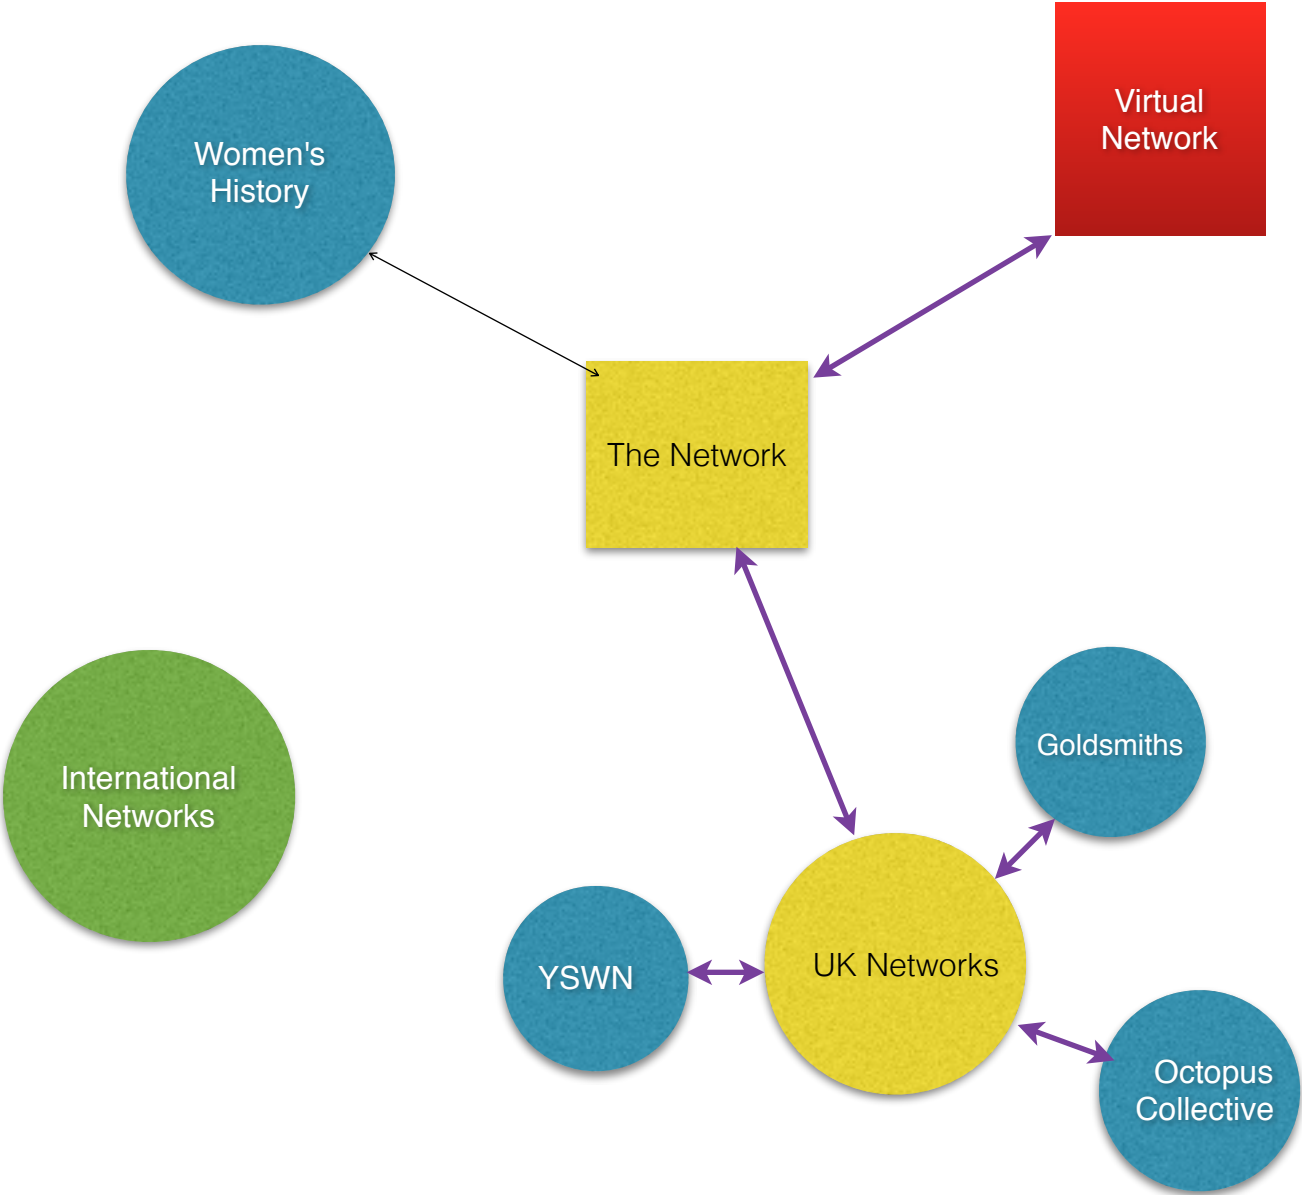 Women's
History
Virtual
Network
The Network
International
Networks
Goldsmiths
YSWN
UK Networks
Octopus
Collective